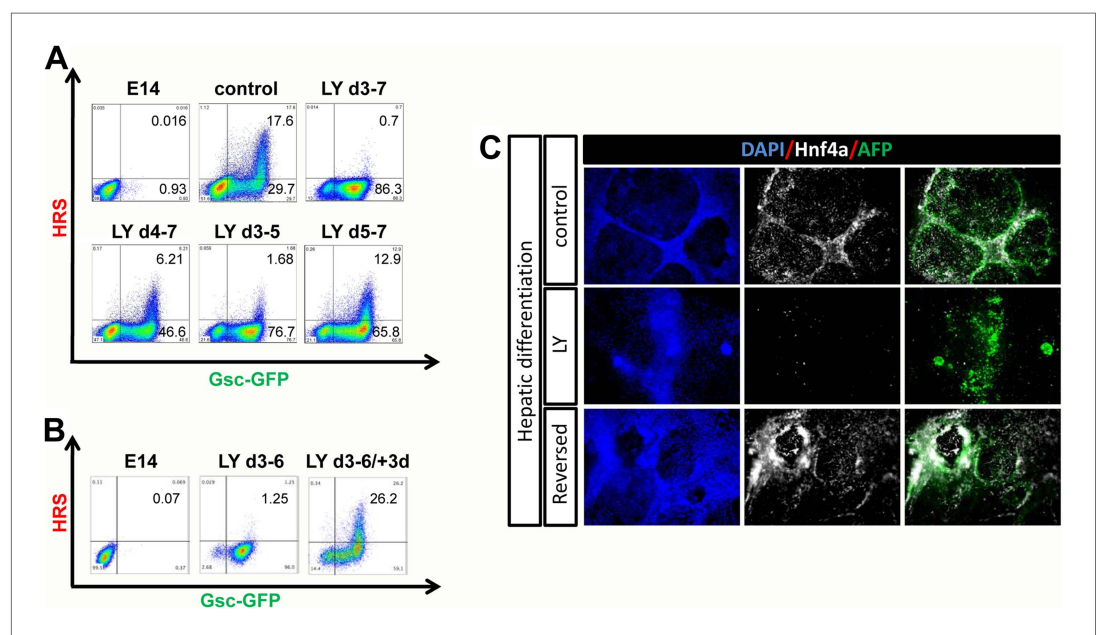 A
E14
control
LY d3-7
0.016
17.6
0.7
0.93
29.7
86.3
HRS
LY d4-7
LY d3-5
LY d5-7
6.21
1.68
12.9
46.6
76.7
65.8
Gsc-GFP
B
E14
LY d3-6
LY d3-6/+3d
0.07
1.25
26.2
HRS
Gsc-GFP
C
DAPI/Hnf4a/AFP
Hepatic differentiation
control
LY
Reversed